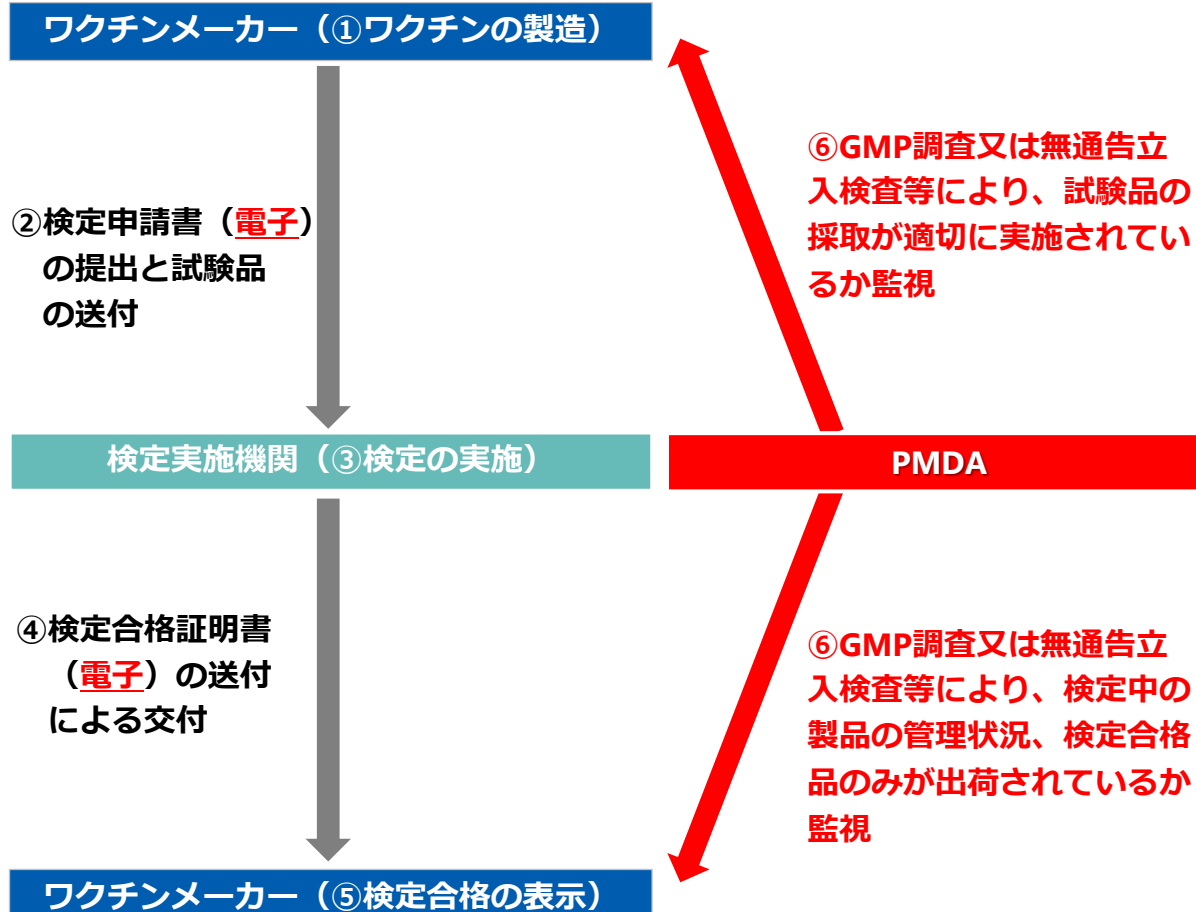 ワクチンメーカー（①ワクチンの製造）
②検定申請書（電子）
の提出と試験品
の送付
⑥GMP調査又は無通告立
入検査等により、試験品の
採取が適切に実施されてい
るか監視
検定実施機関（③検定の実施）
PMDA
④検定合格証明書
（電子）の送付
による交付
⑥GMP調査又は無通告立
入検査等により、検定中の
製品の管理状況、検定合格
品のみが出荷されているか
監視
ワクチンメーカー（⑤検定合格の表示）